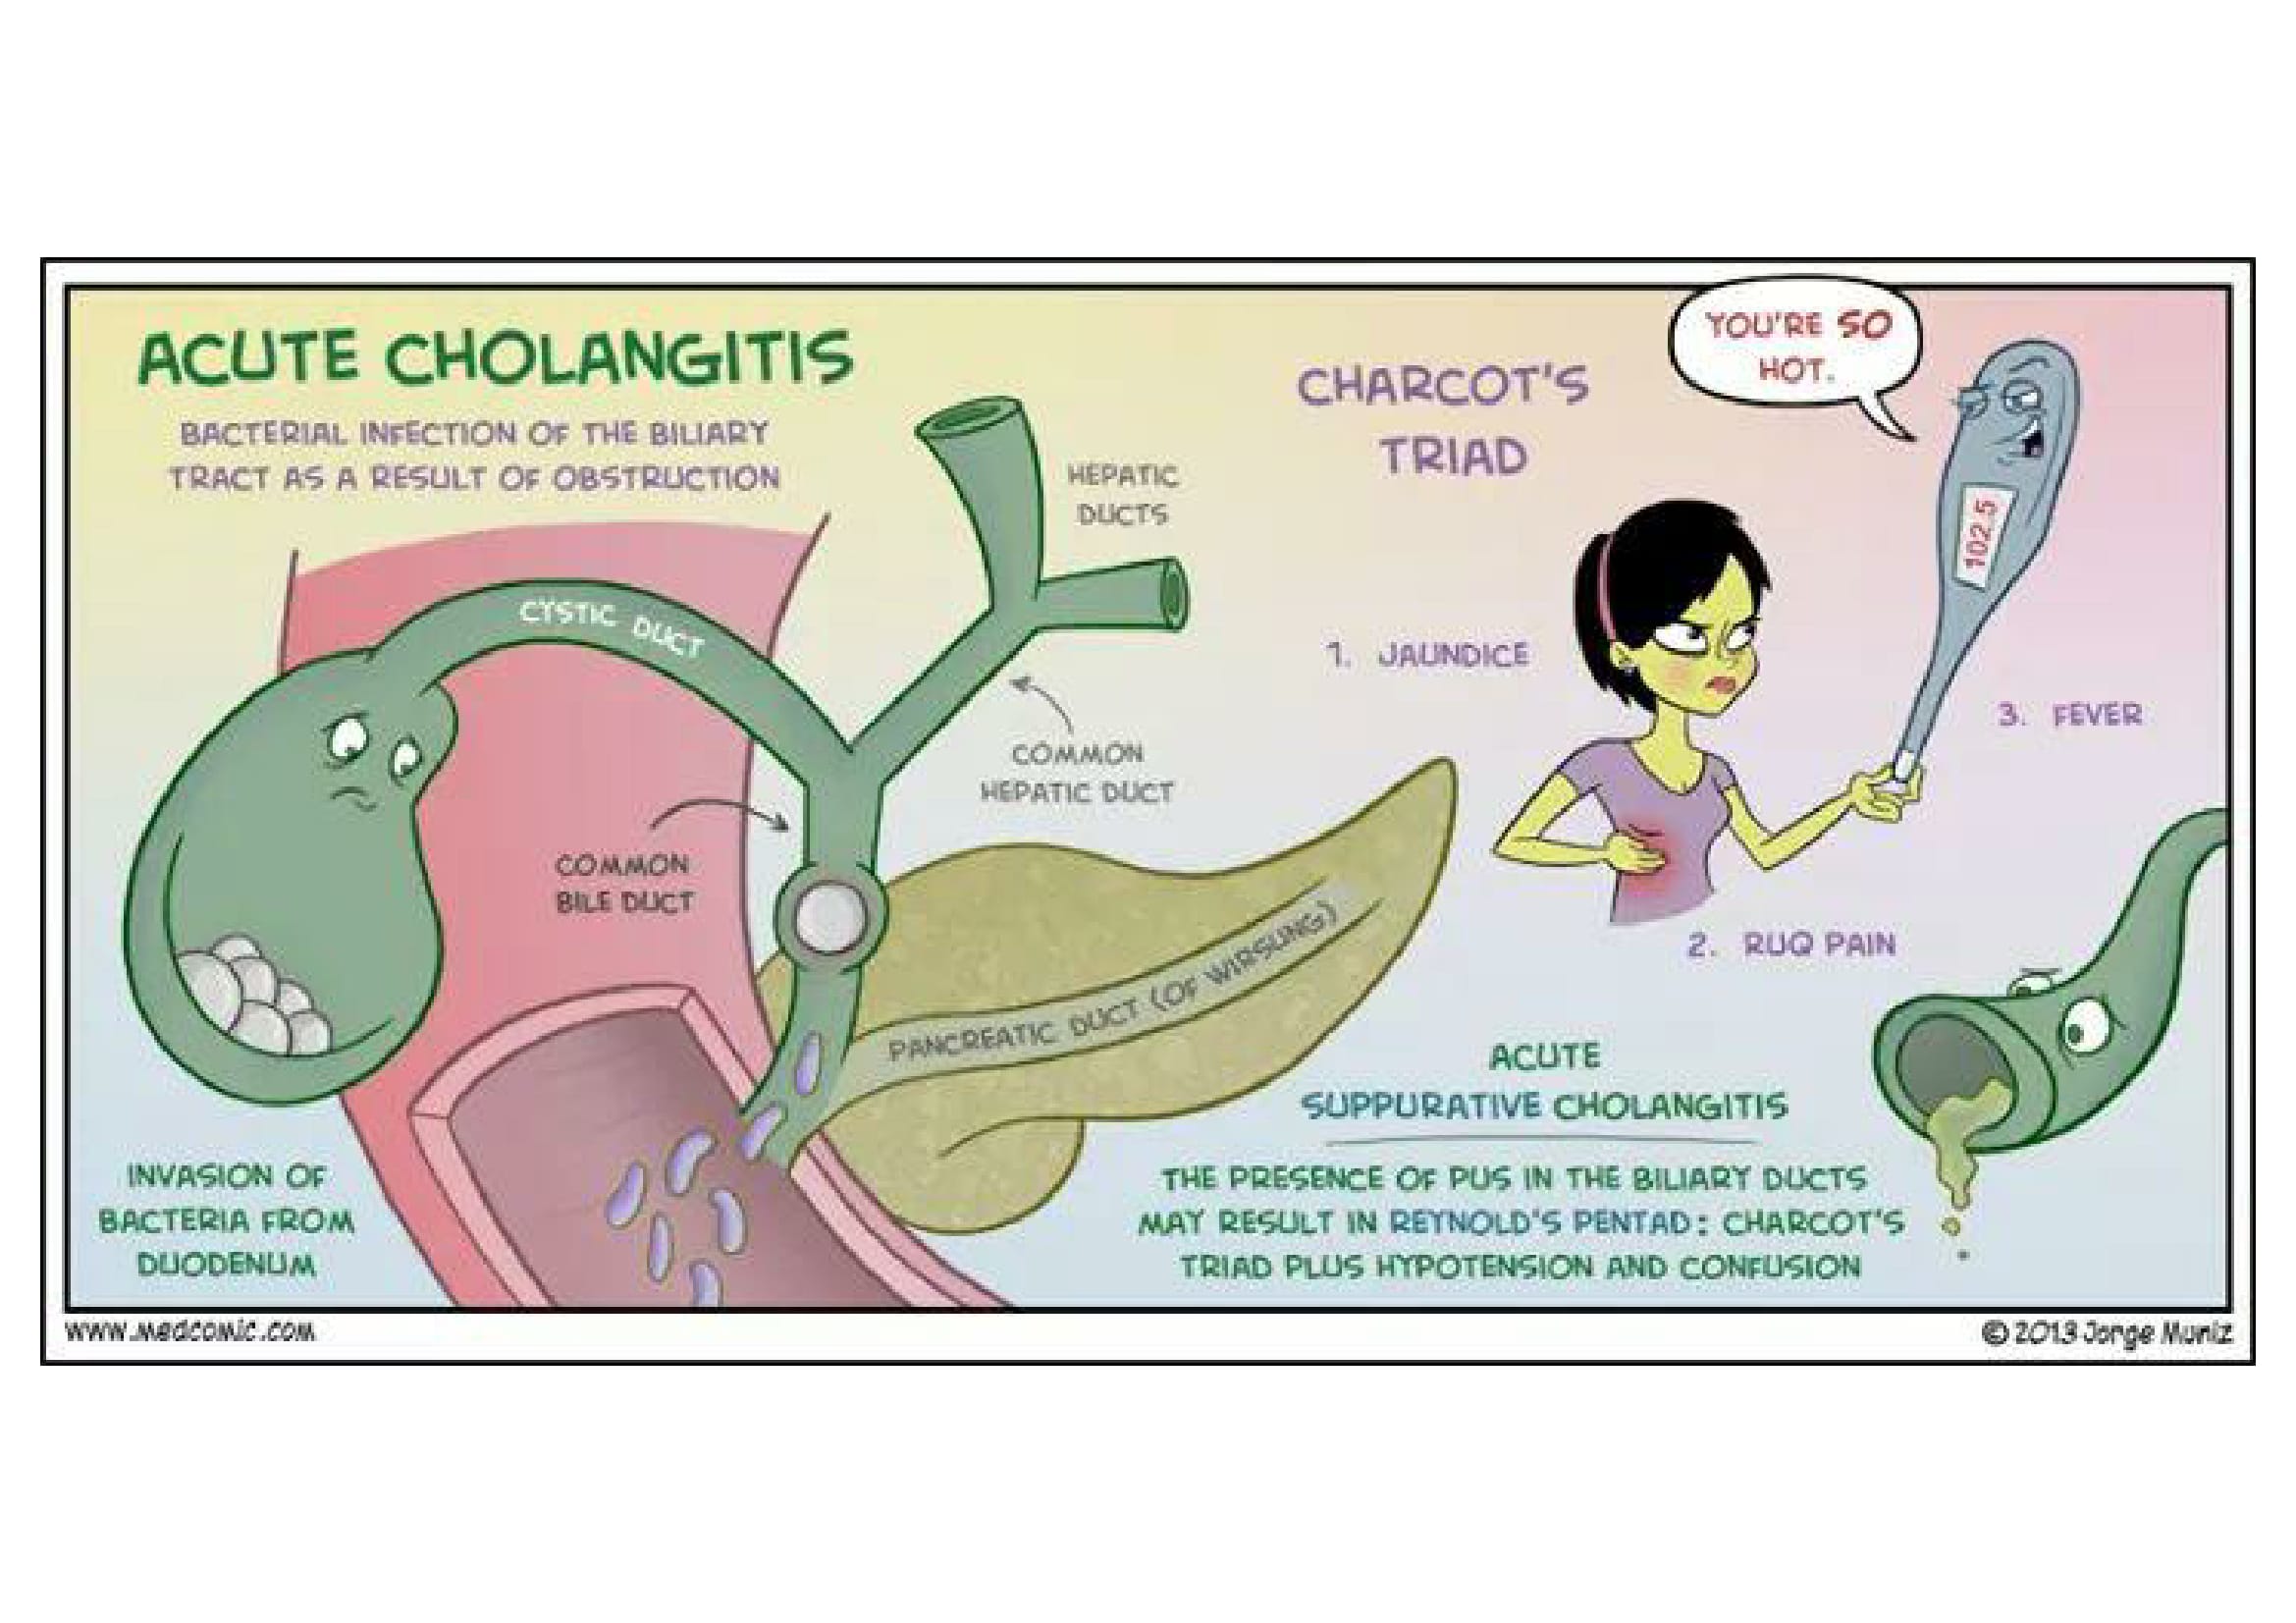 ACUTE CHOLANGITIS
BACTERIAL INFECTION OF THE BILIARY
TRACT AS A RESULT OF OBSTRUCTION
HEPATIC
DUCTS
CYSTIC DUCT
COMMON
HEPATIC DUCT
COMMON
BILE DUCT
PANCREATIC DUCT (OF WIRSUNG)
INVASION OF
BACTERIA FROM
DUODENUM
CHARCOT'S
TRIAD
YOU'RE SO
HOT.
102.5
1. JAUNDICE
3. FEVER
2. RUQ PAIN
ACUTE
SUPPURATIVE CHOLANGITIS
THE PRESENCE OF PUS IN THE BILIARY DUCTS
MAY RESULT IN REYNOLD'S PENTAD: CHARCOT'S
TRIAD PLUS HYPOTENSION AND CONFUSION
www.medcomic.com
© 2013 Jorge Muniz